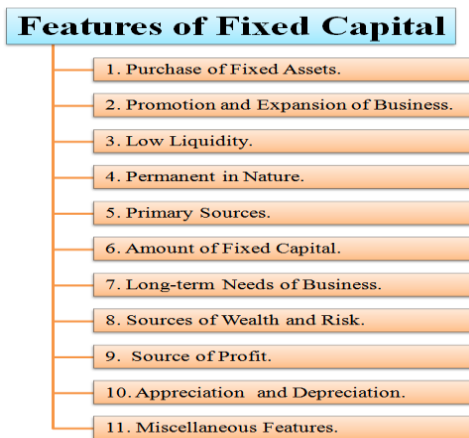 Features of Fixed Capital
1. Purchase of Fixed Assets.
2. Promotion and Expansion of Business.
3. Low Liquidity.
4. Permanent in Nature.
5. Primary Sources.
6. Amount of Fixed Capital.
7. Long-term Needs of Business.
8. Sources of Wealth and Risk.
9. Source of Profit.
10. Appreciation and Depreciation.
11. Miscellaneous Features.